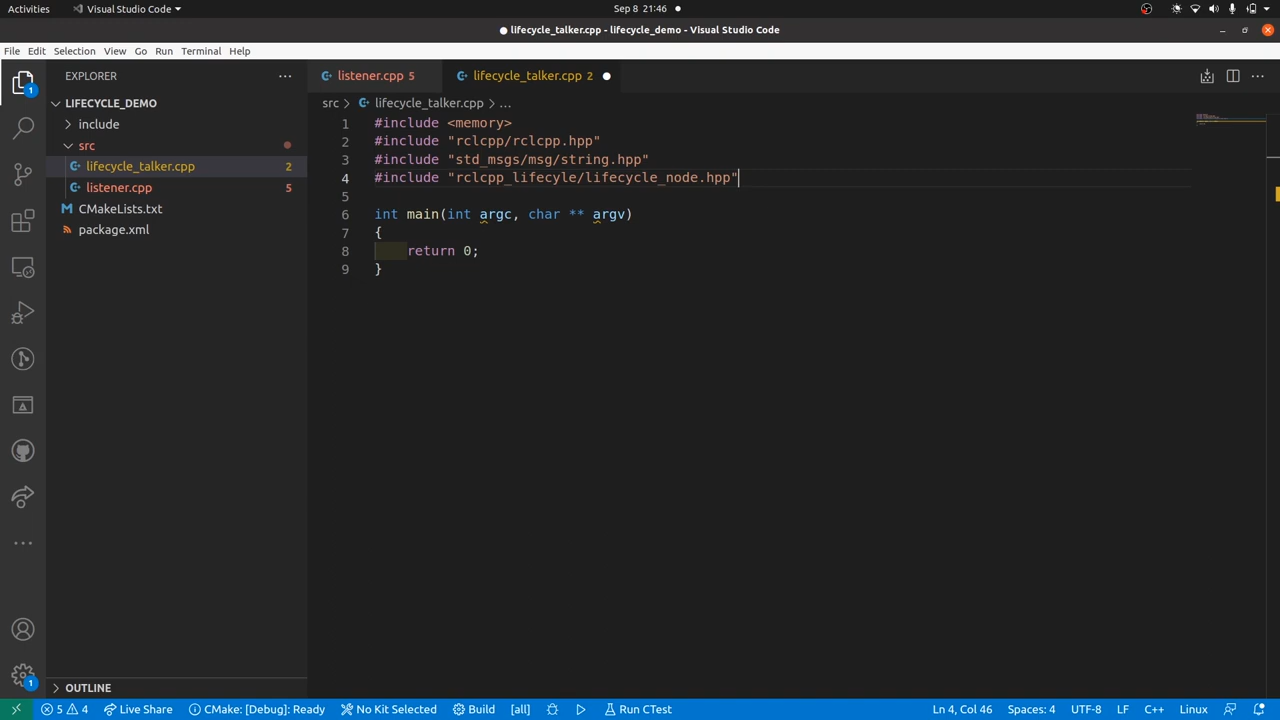 Activities
Visual Studio Code
Sep 8 21:46
lifecycle_talker.cpp - lifecycle_demo - Visual Studio Code
File Edit Selection View Go Run Terminal Help
EXPLORER
listener.cpp 5
lifecycle_talker.cpp 2
LIFECYCLE_DEMO
include
src
lifecycle_talker.cpp 2
listener.cpp 5
CMakeLists.txt
package.xml
src > lifecycle_talker.cpp > ...
1 #include <memory>
2 #include "rclcpp/rclcpp.hpp"
3 #include "std_msgs/msg/string.hpp"
4 #include "rclcpp_lifecyle/lifecycle_node.hpp"
5
6 int main(int argc, char ** argv)
7 {
8 return 0;
9 }
1
1
OUTLINE
5 4 Live Share CMake: [Debug]: Ready No Kit Selected Build [all] Run CTest Ln 4, Col 46 Spaces: 4 UTF-8 LF C++ Linux